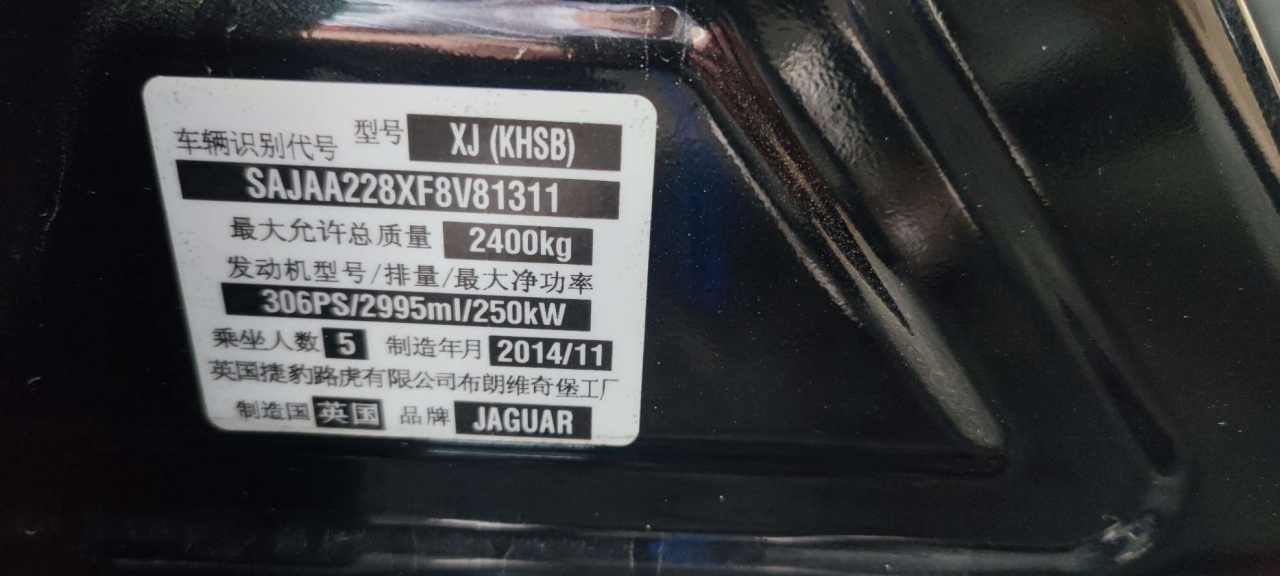 型号 XJ (KHSB)
车辆识别代号
SAJAA228XF8V81311
最大允许总质量 2400kg
发动机型号/排量/最大净功率
306PS/2995ml/250kW
乘坐人数 5 制造年月 2014/11
英国捷豹路虎有限公司布朗维奇堡工厂
制造国 英国 品牌 JAGUAR